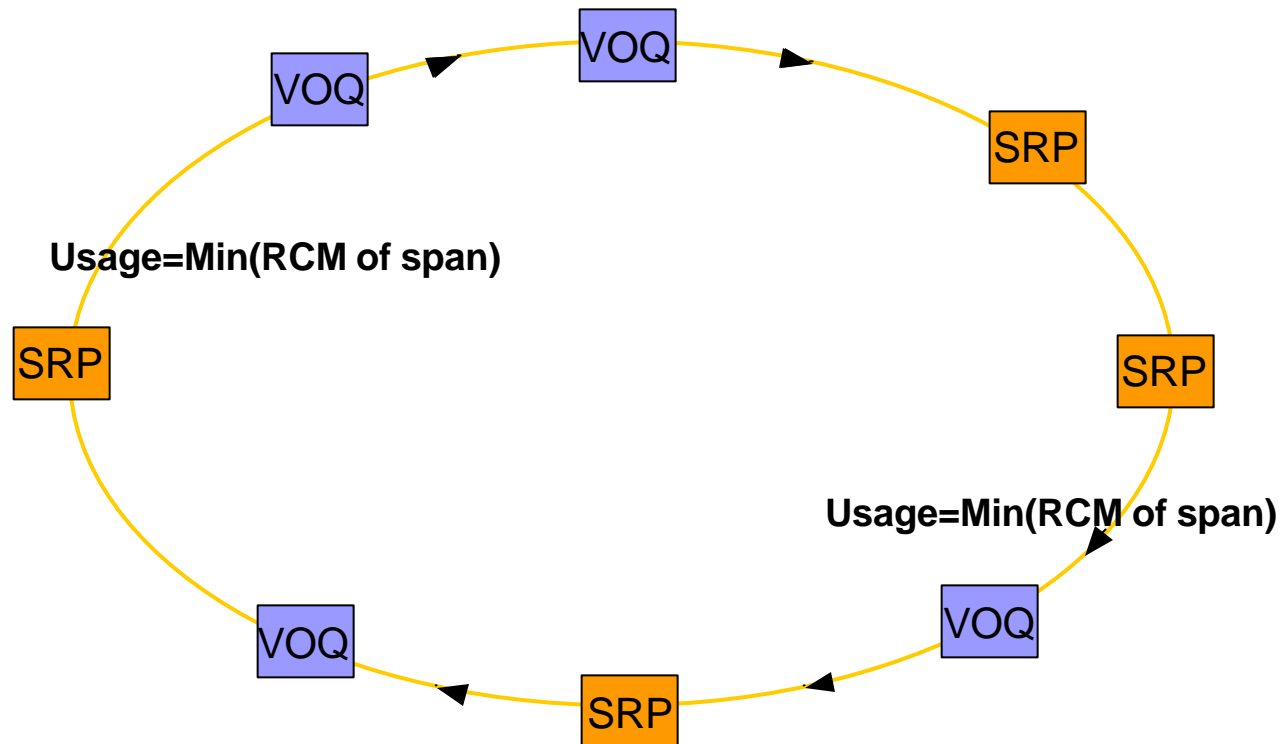 VOQ
VOQ
SRP
Usage=Min(RCM of span)
SRP
SRP
Usage=Min(RCM of span)
VOQ
VOQ
SRP